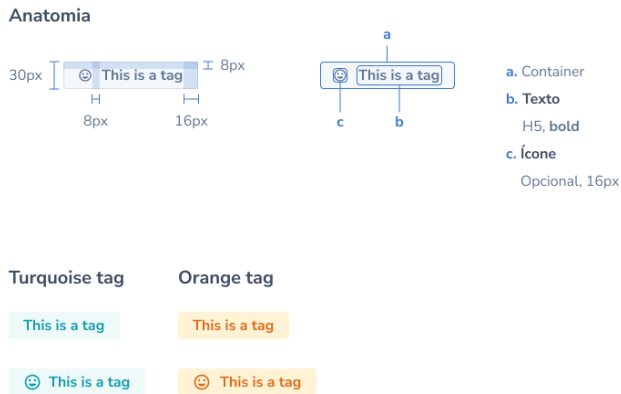 Anatomia
a
30px
This is a tag
8px
8px
16px
This is a tag
c
b
a. Container
b. Texto
H5, bold
c. Ícone
Opcional, 16px
Turquoise tag
Orange tag
This is a tag
This is a tag
This is a tag
This is a tag